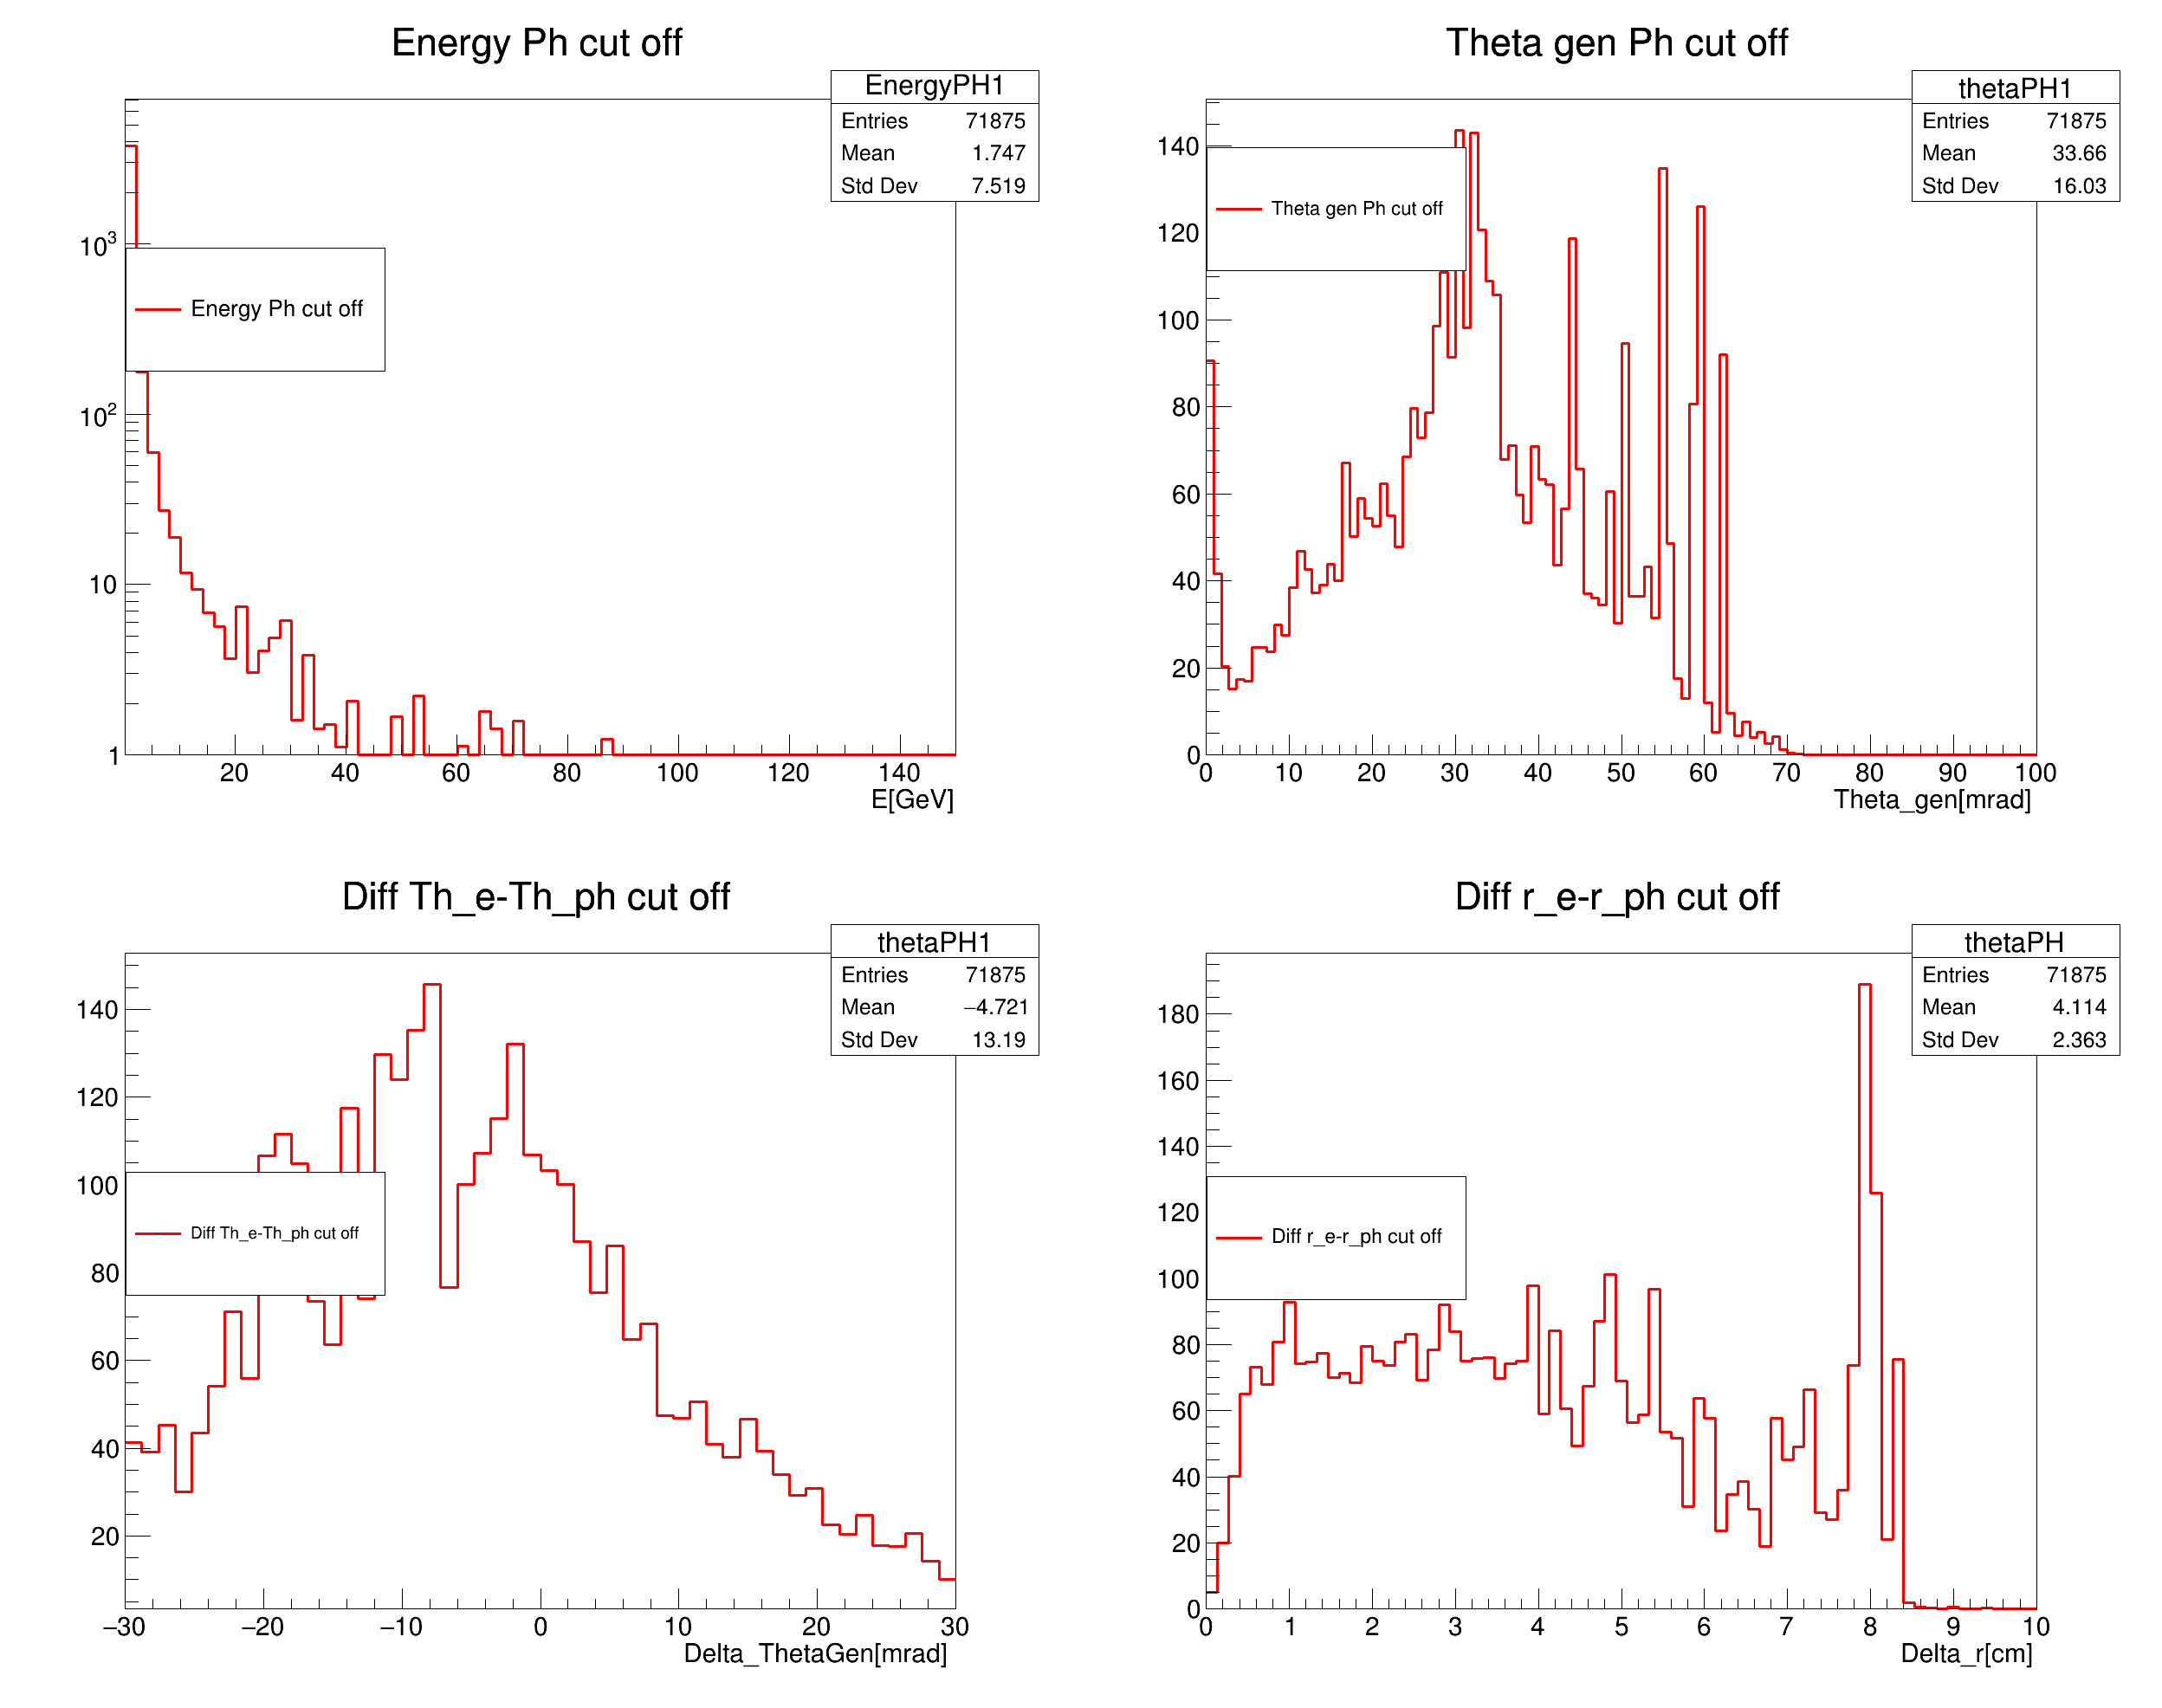 Energy Ph cut off
EnergyPH1
Entries 71875
Mean 1.747
Std Dev 7.519
10³
10²
10
1
Energy Ph cut off
20 40 60 80 100 120 140
E[GeV]
Theta gen Ph cut off
thetaPH1
Entries 71875
Mean 33.66
Std Dev 16.03
140
120
100
80
60
40
20
0
Theta gen Ph cut off
0 10 20 30 40 50 60 70 80 90 100
Theta_gen[mrad]
Diff Th_e-Th_ph cut off
thetaPH1
Entries 71875
Mean −4.721
Std Dev 13.19
140
120
100
80
60
40
20
Diff Th_e-Th_ph cut off
−30 −20 −10 0 10 20 30
Delta_ThetaGen[mrad]
Diff r_e-r_ph cut off
thetaPH
Entries 71875
Mean 4.114
Std Dev 2.363
180
160
140
120
100
80
60
40
20
0
Diff r_e-r_ph cut off
0 1 2 3 4 5 6 7 8 9 10
Delta_r[cm]